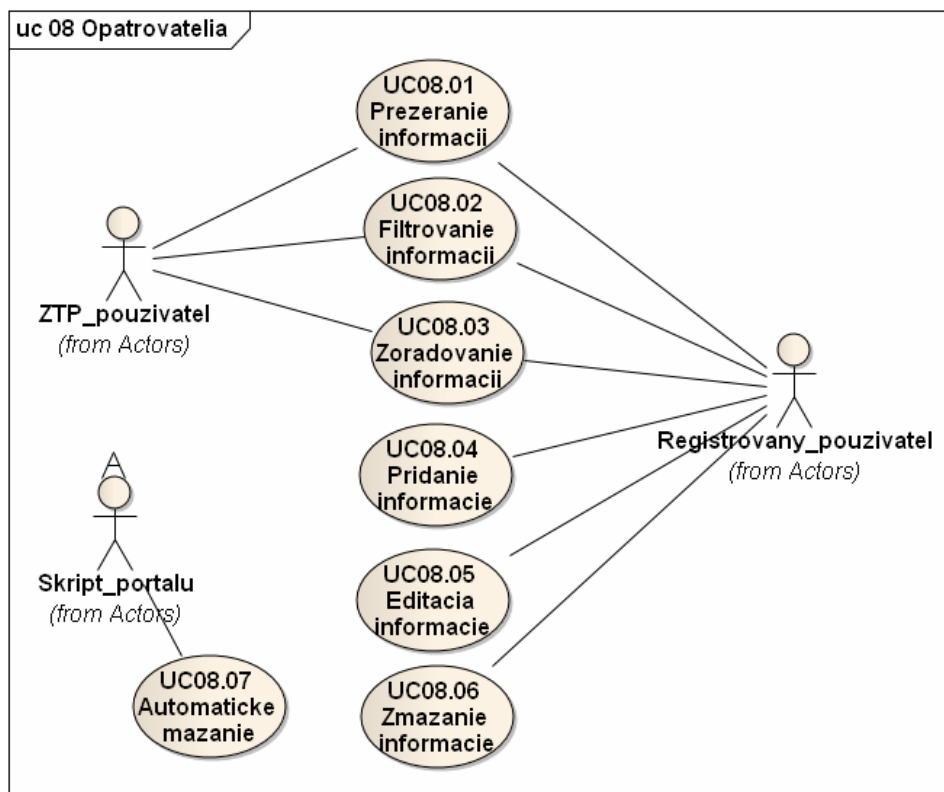 uc 08 Opatrovatelia
UC08.01
Prezeranie
informacii
UC08.02
Filtrovanie
informacii
ZTP_pouzivatel
(from Actors)
UC08.03
Zoradovanie
informacii
Registrovany_pouzivatel
(from Actors)
UC08.04
Pridanie
informacie
Skript_portalu
(from Actors)
UC08.05
Editacia
informacie
UC08.07
Automaticke
mazanie
UC08.06
Zmazanie
informacie